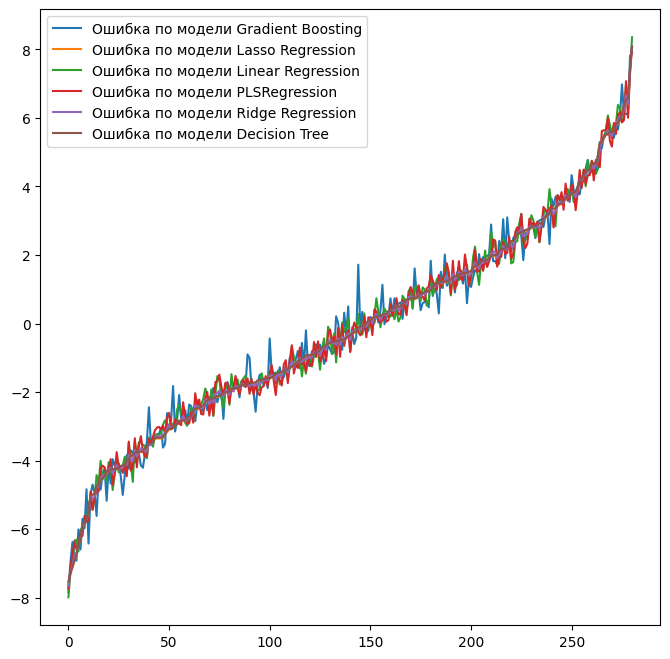 Ошибка по модели Gradient Boosting
Ошибка по модели Lasso Regression
Ошибка по модели Linear Regression
Ошибка по модели PLSRegression
Ошибка по модели Ridge Regression
Ошибка по модели Decision Tree
8
6
4
2
0
−2
−4
−6
−8
0 50 100 150 200 250